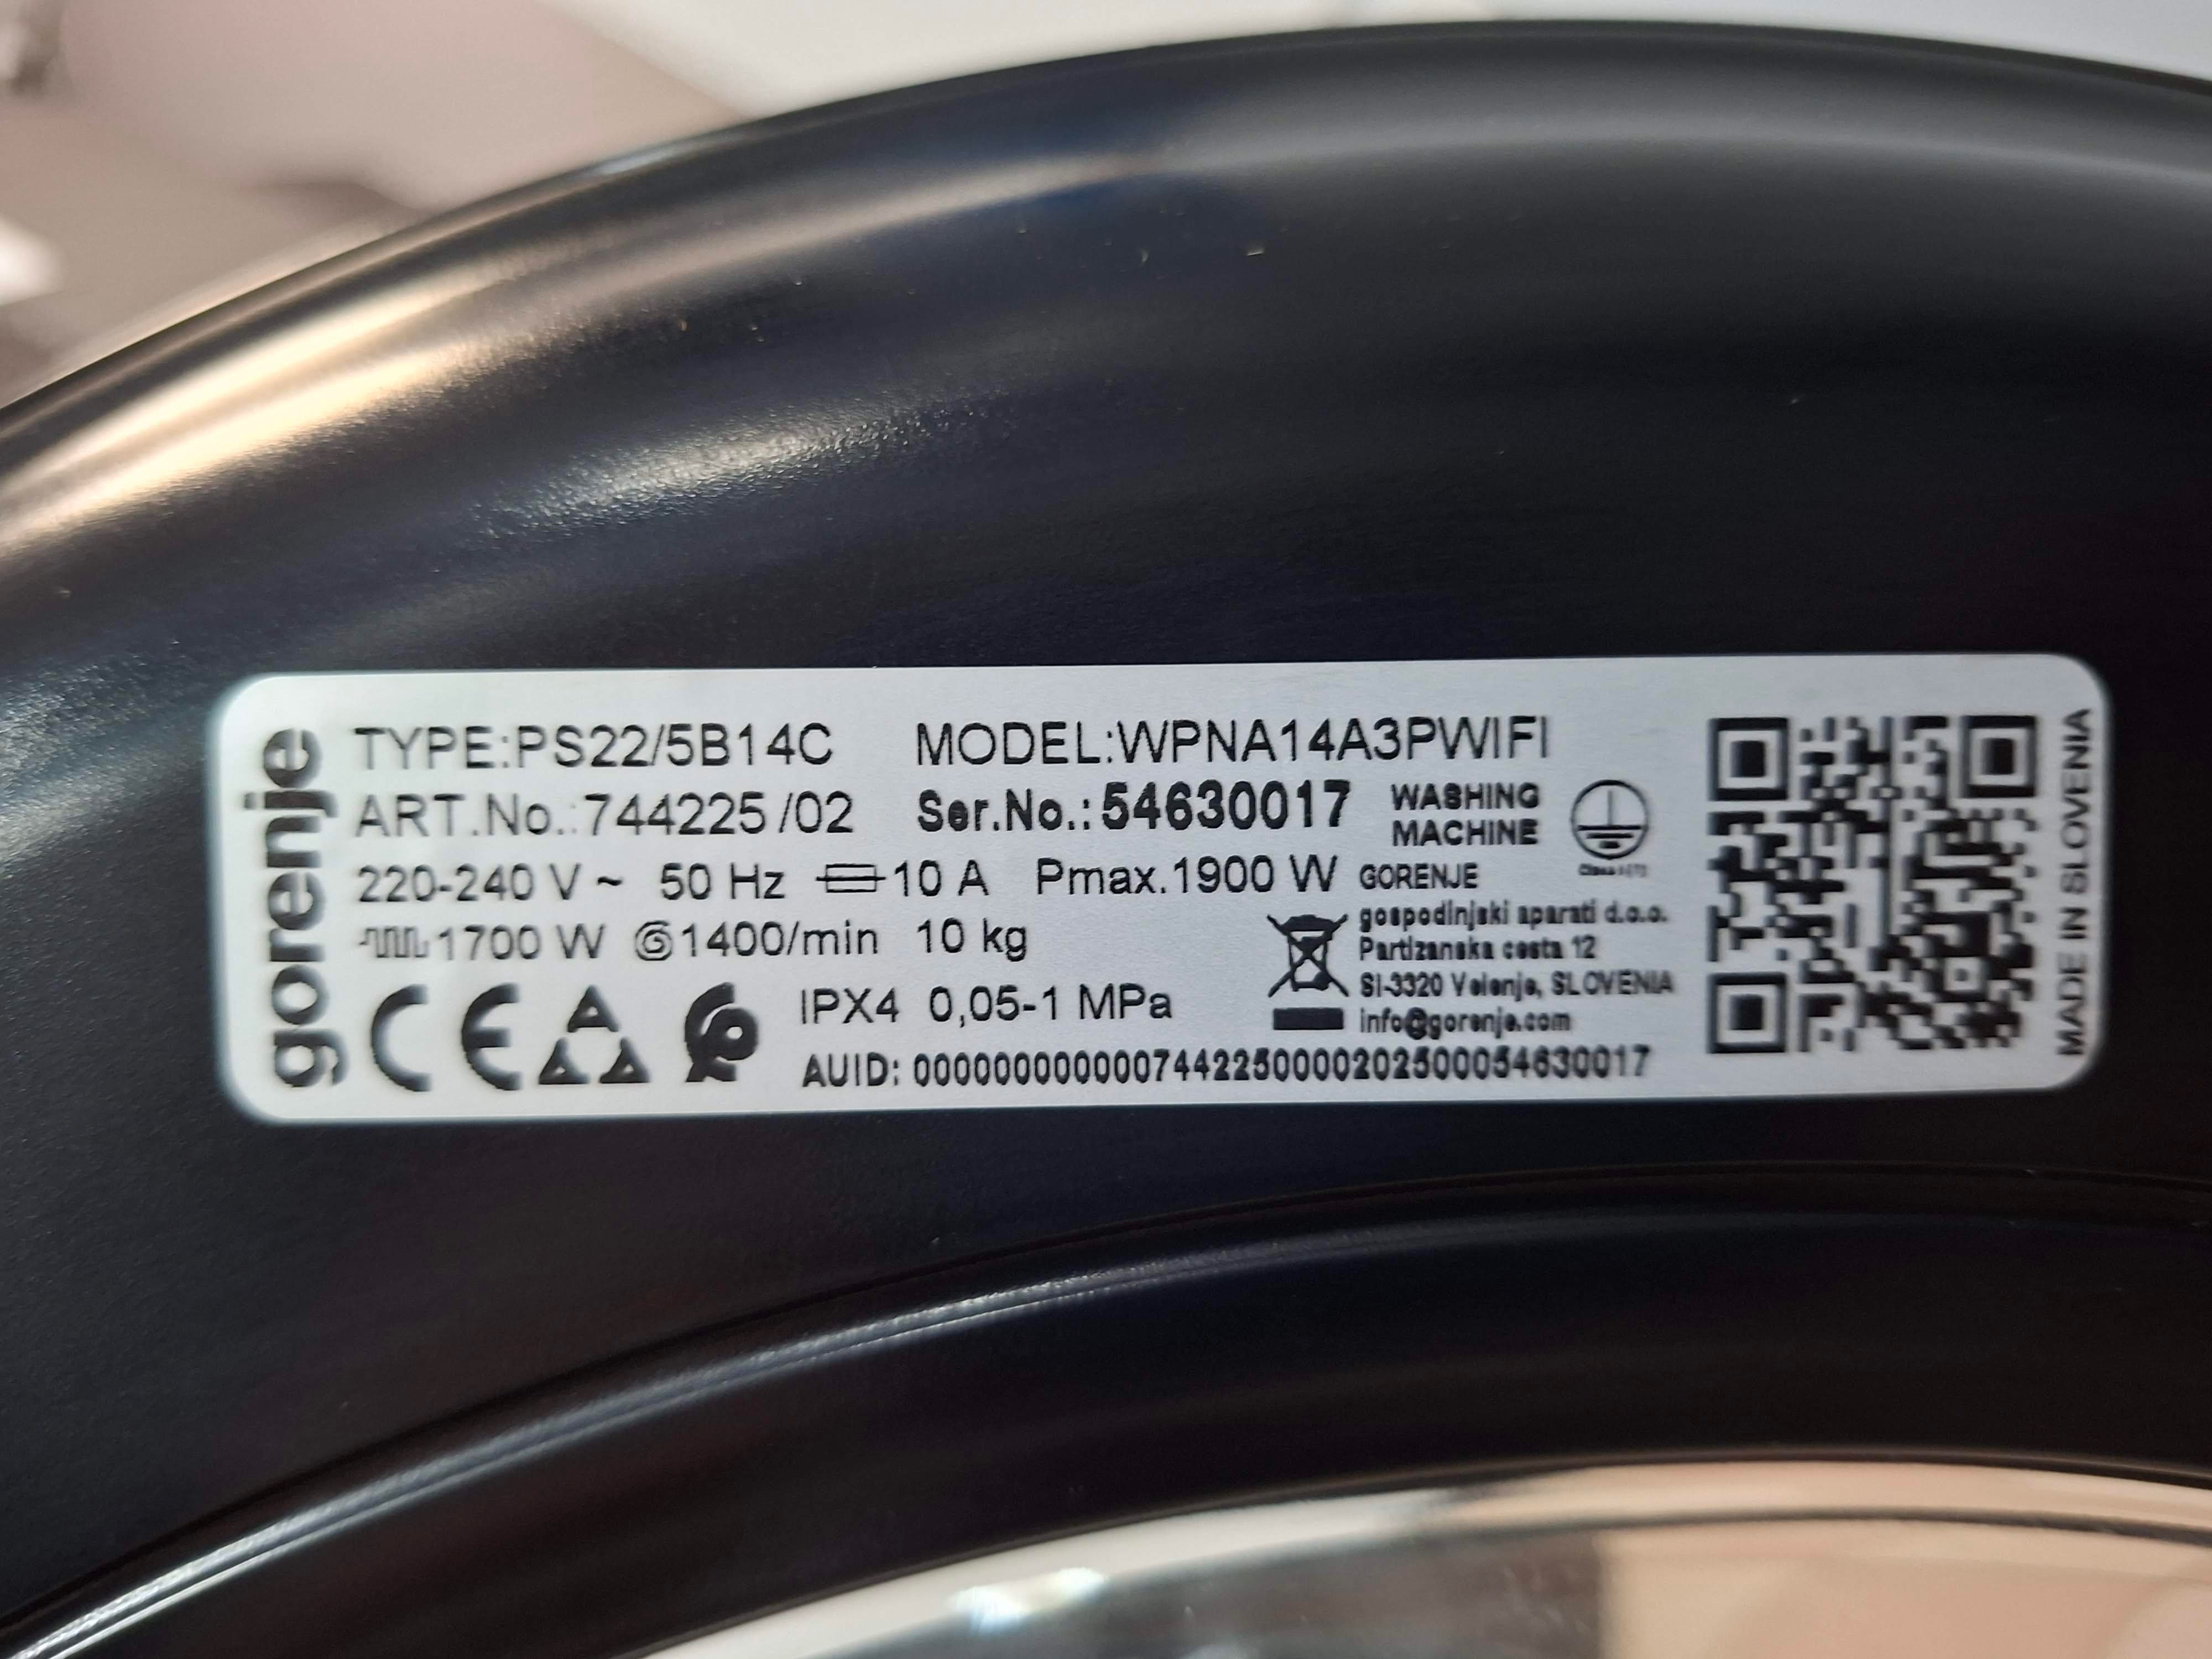 gorenje
TYPE:PS22/5B14C MODEL:WPNA14A3PWIFI
ART.No.:744225 /02 Ser.No.:54630017 WASHING MACHINE
220-240 V ~ 50 Hz 10 A Pmax.1900 W
1700 W 1400/min 10 kg
CE IPX4 0,05-1 MPa
GORENJE
gospodinjski aparati d.o.o.
Partizanska cesta 12
SI-3320 Velenje, SLOVENIA
info@gorenje.com
AUID: 0000000000007442250000202500054630017
MADE IN SLOVENIA